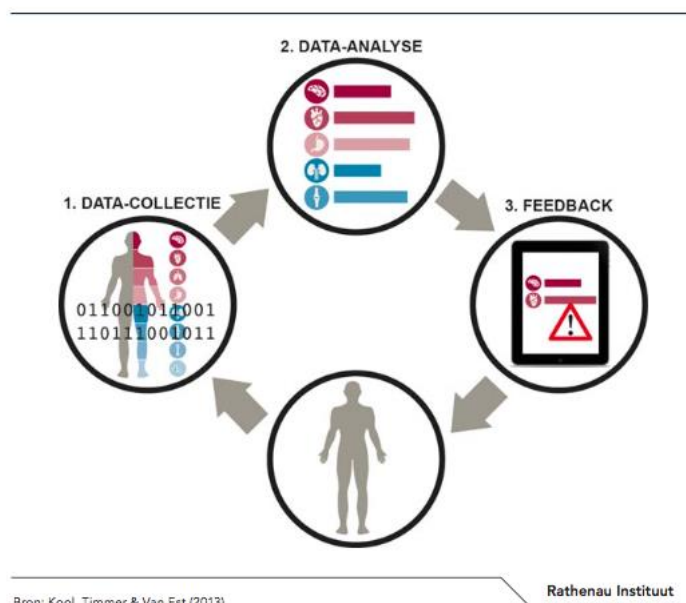 2. DATA-ANALYSE
1. DATA-COLLECTIE
3. FEEDBACK
011001011001
110111001011
Rathenau Instituut
Bron: Kool, Timmer & Van Est (2013)